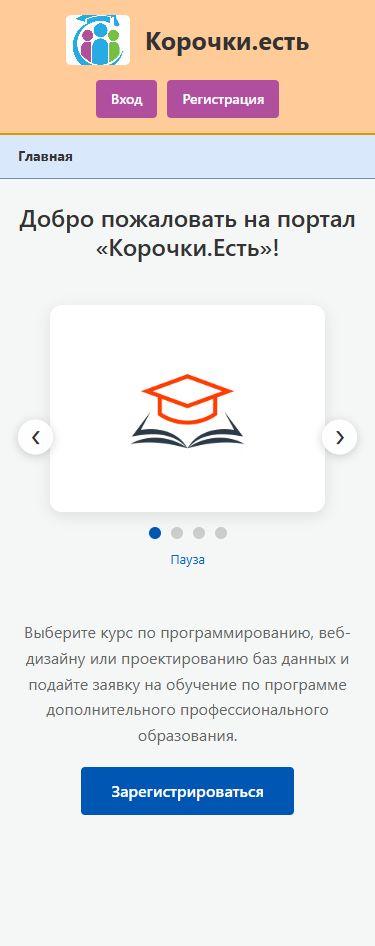 Корочки.есть
Вход Регистрация
Главная
Добро пожаловать на портал
«Корочки.Есть»!
‹ ›
Пауза
Выберите курс по программированию, веб-
дизайну или проектированию баз данных и
подайте заявку на обучение по программе
дополнительного профессионального
образования.
Зарегистрироваться